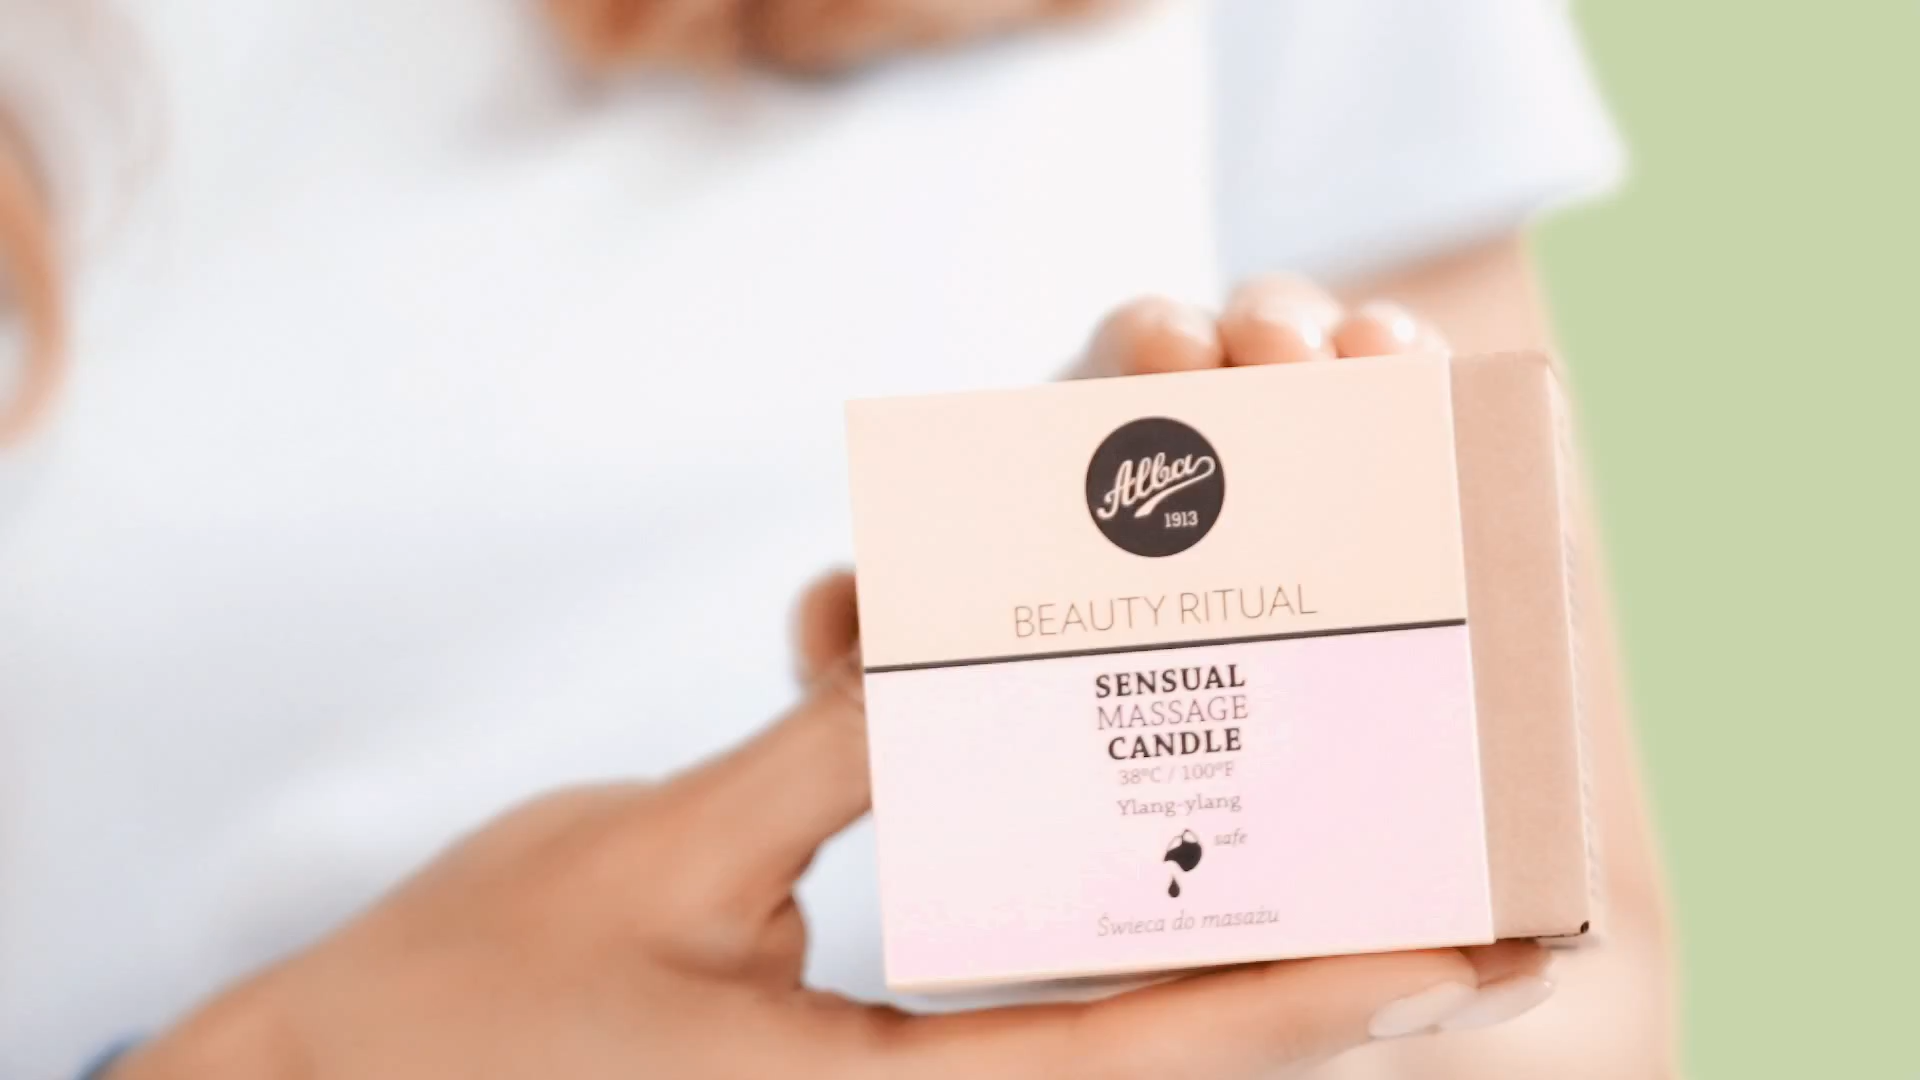 Alba
1913
BEAUTY RITUAL
SENSUAL
MASSAGE
CANDLE
38°C / 100°F
Ylang-ylang
safe
Świeca do masażu